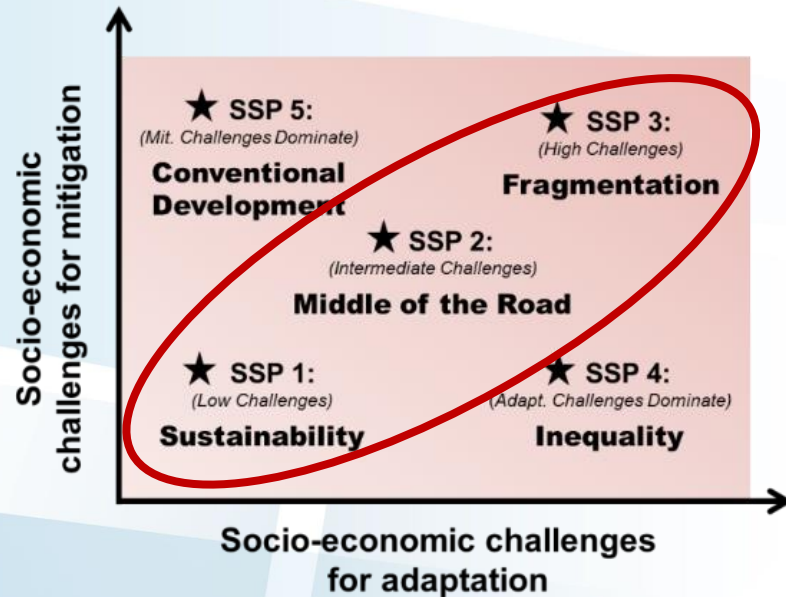 Socio-economic
challenges for mitigation
★ SSP 5:
(Mit. Challenges Dominate)
Conventional
Development
★ SSP 3:
(High Challenges)
Fragmentation
★ SSP 2:
(Intermediate Challenges)
Middle of the Road
★ SSP 1:
(Low Challenges)
Sustainability
★ SSP 4:
(Adapt. Challenges Dominate)
Inequality
Socio-economic challenges
for adaptation